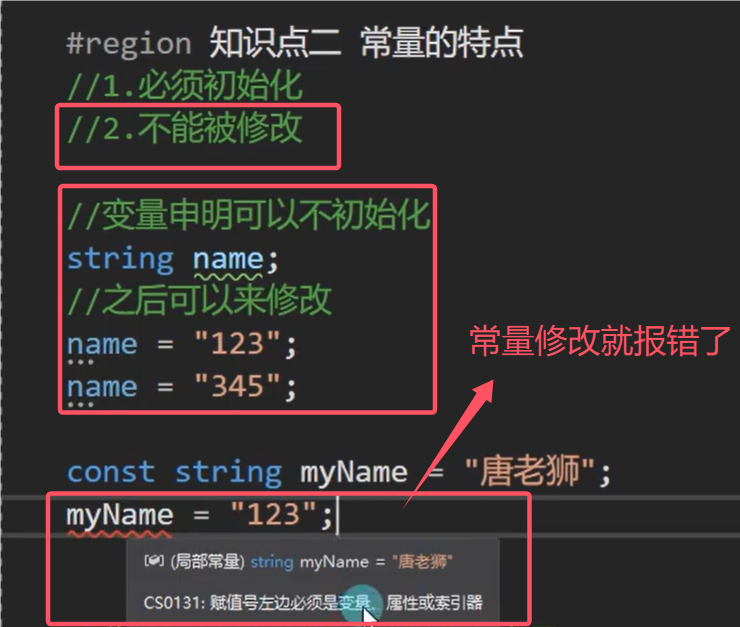 #region 知识点二 常量的特点
//1.必须初始化
//2.不能被修改
//变量申明可以不初始化
string name;
//之后可以来修改
name = "123";
name = "345";
常量修改就报错了
const string myName = "唐老狮";
myName = "123";
(局部常量) string myName = "唐老狮"
CS0131: 赋值号左边必须是变量、属性或索引器